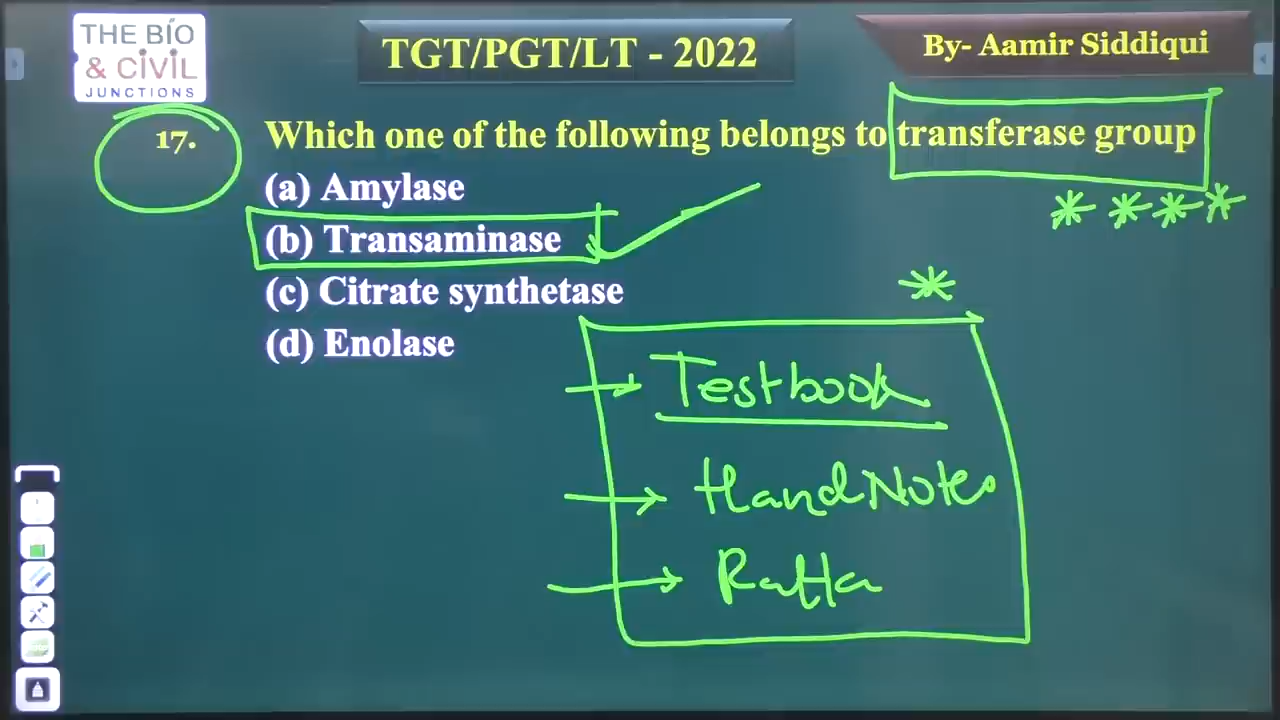 THE BIO
& CIVIL
JUNCTIONS
TGT/PGT/LT - 2022
By- Aamir Siddiqui
17. Which one of the following belongs to transferase group
(a) Amylase
(b) Transaminase
(c) Citrate synthetase
(d) Enolase
Testbook
HandNotes
Ratta